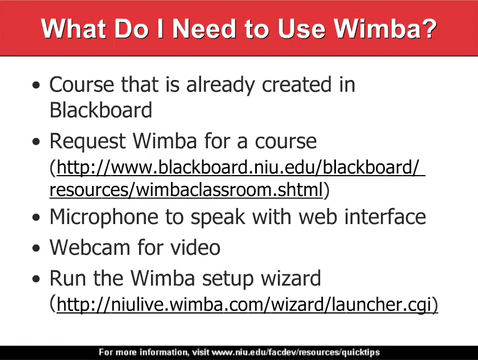 What Do I Need to Use Wimba?
• Course that is already created in
Blackboard
• Request Wimba for a course
(http://www.blackboard.niu.edu/blackboard/
resources/wimbaclassroom.shtml)
• Microphone to speak with web interface
• Webcam for video
• Run the Wimba setup wizard
(http://niulive.wimba.com/wizard/launcher.cgi)
For more information, visit www.niu.edu/facdev/resources/quicktips